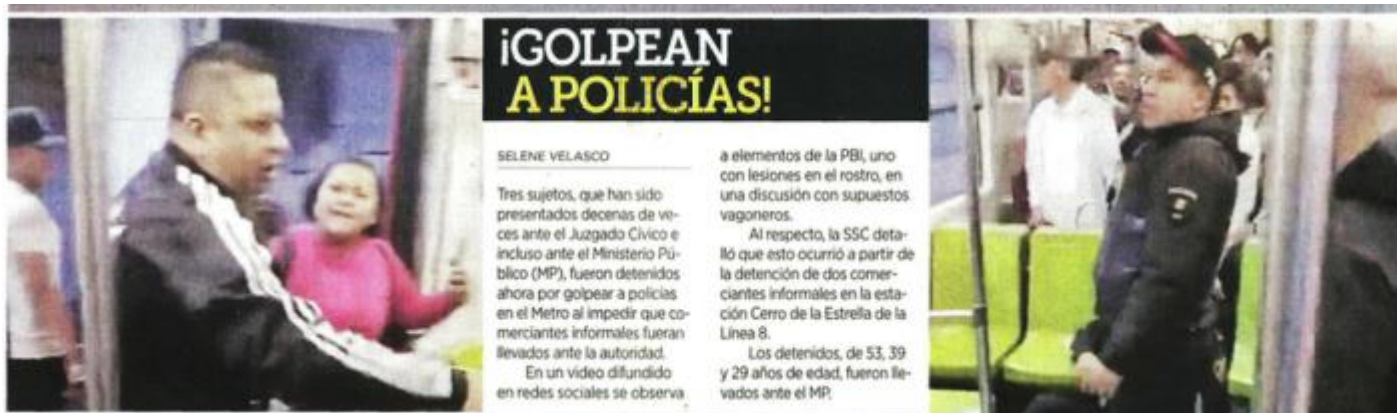 ¡GOLPEAN
A POLICÍAS!
SELENE VELASCO
Tres sujetos, que han sido
presentados decenas de ve-
ces ante el Juzgado Cívico e
incluso ante el Ministerio Pú-
blico (MP), fueron detenidos
ahora por golpear a policías
en el Metro al impedir que co-
merciantes informales fueran
llevados ante la autoridad.
En un video difundido
en redes sociales se observa
a elementos de la PBI, uno
con lesiones en el rostro, en
una discusión con supuestos
vagoneros.
Al respecto, la SSC deta-
lló que esto ocurrió a partir de
la detención de dos comer-
ciantes informales en la esta-
ción Cerro de la Estrella de la
Línea 8.
Los detenidos, de 53, 39
y 29 años de edad, fueron lle-
vados ante el MP.